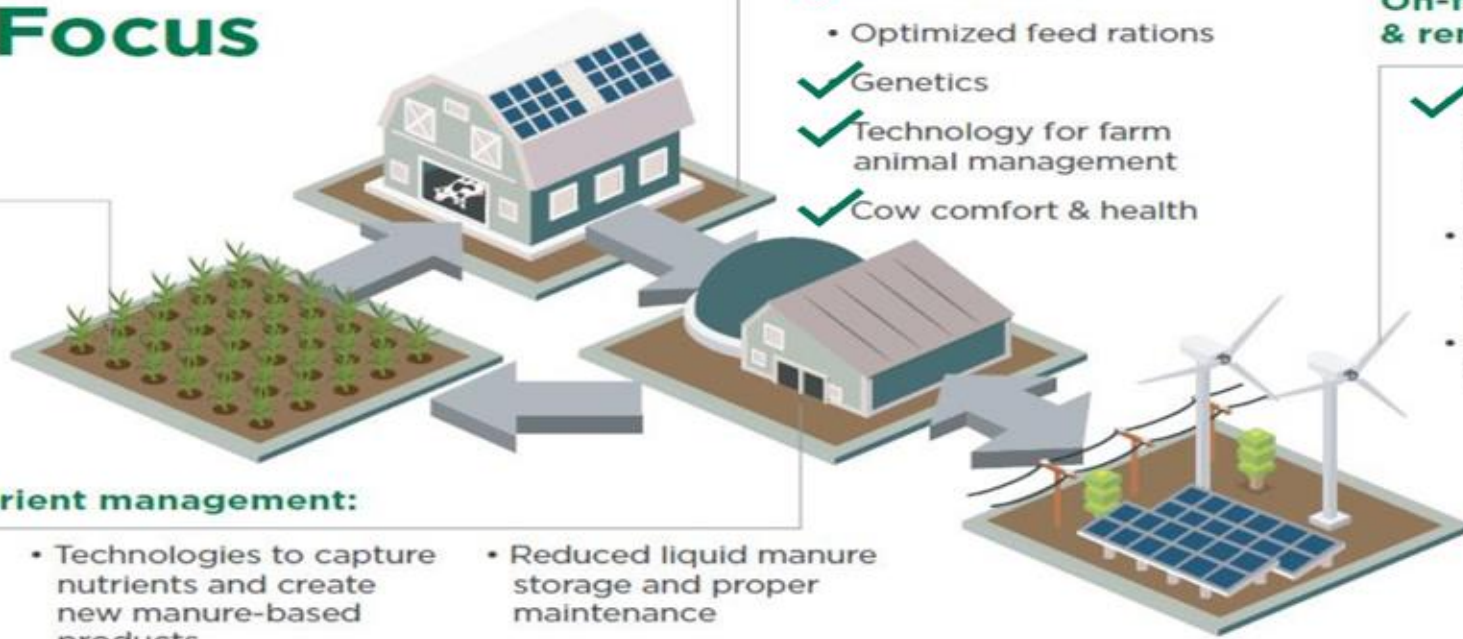 Focus
• Optimized feed rations
Genetics
Technology for farm
animal management
Cow comfort & health
& re
rient management:
• Technologies to capture
nutrients and create
new manure-based
products
• Reduced liquid manure
storage and proper
maintenance